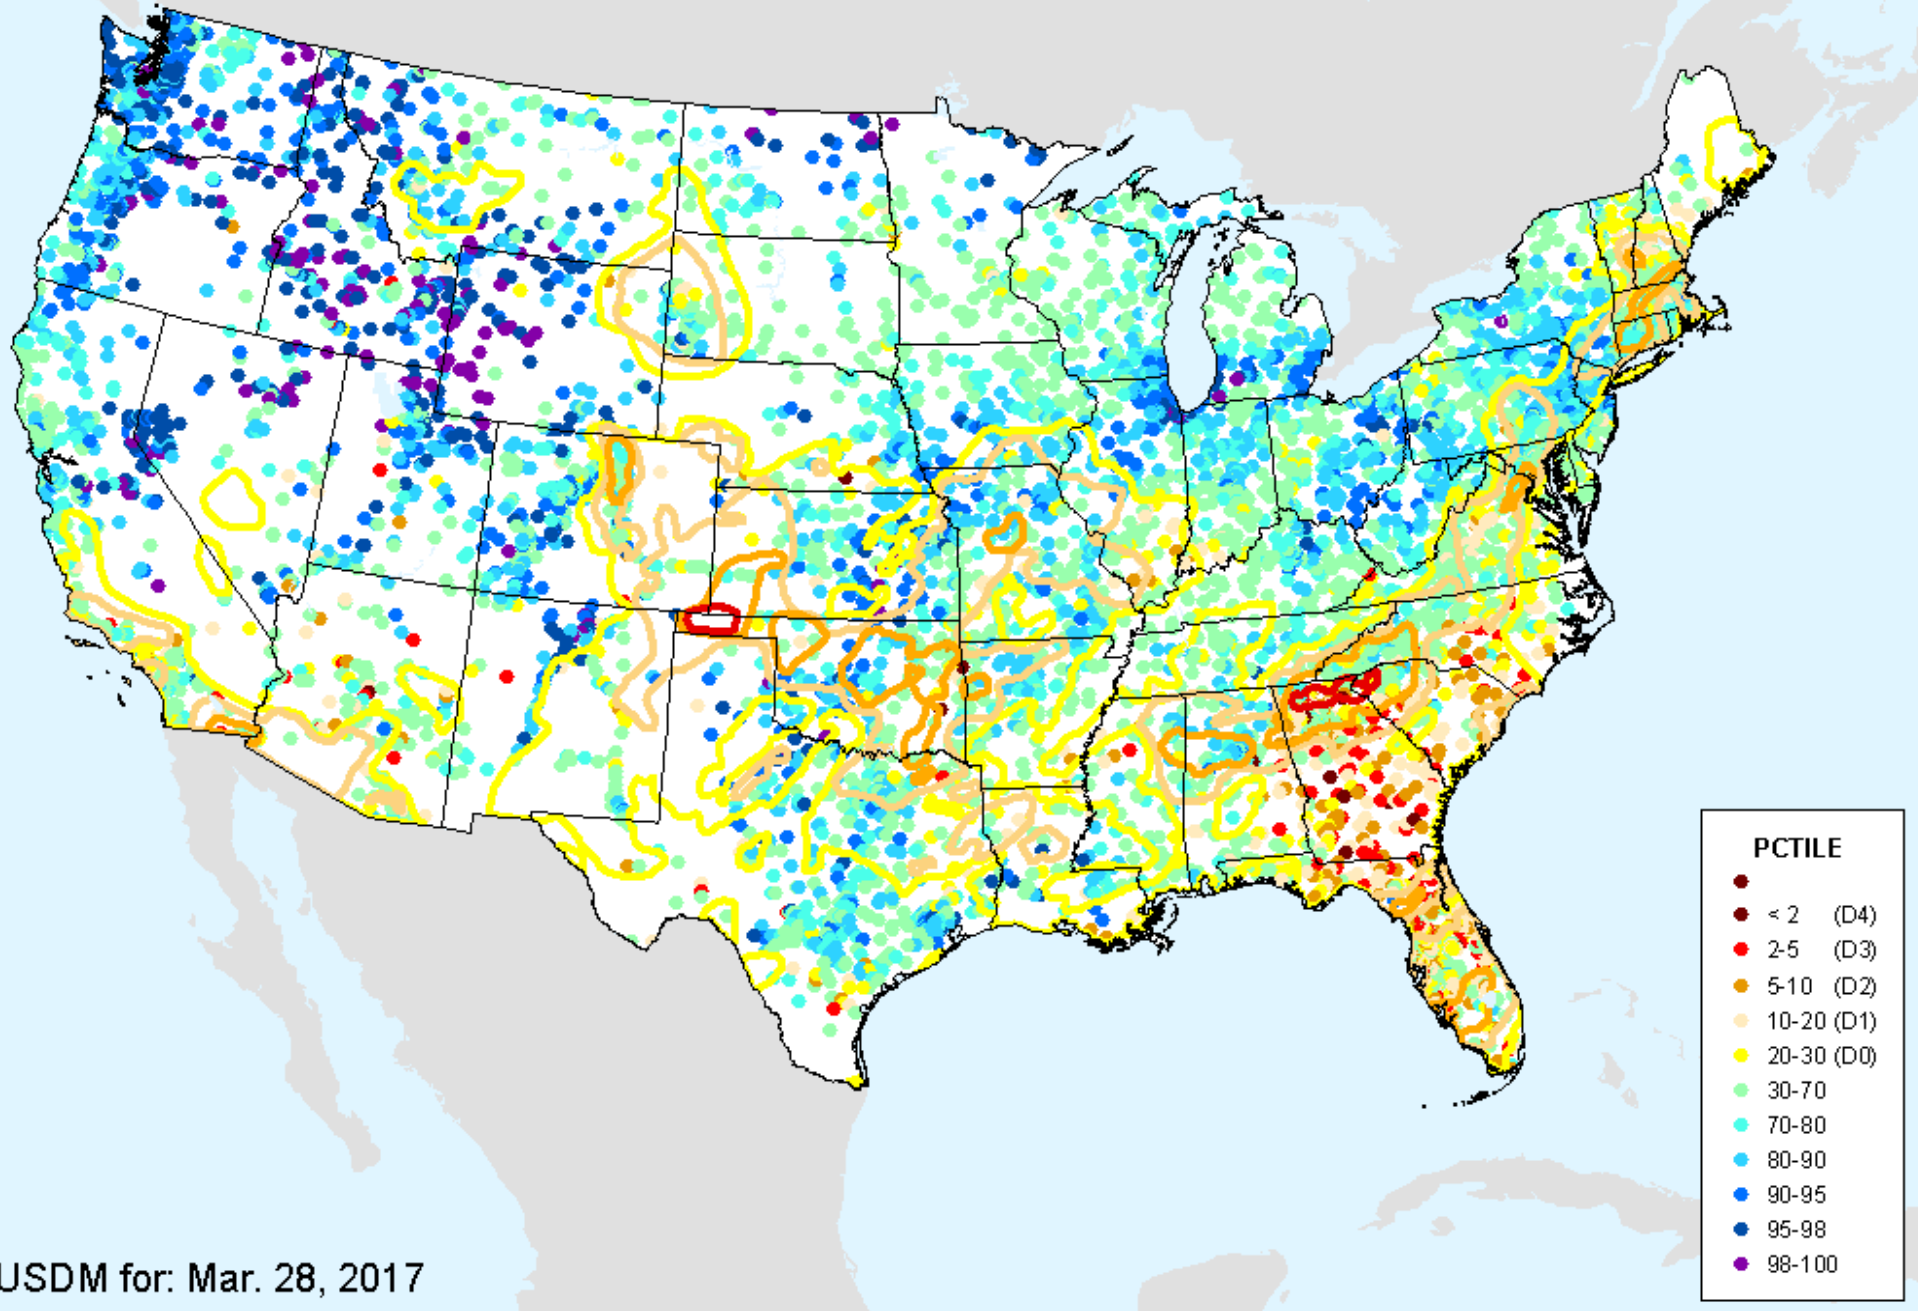 PCTILE
< 2 (D4)
2-5 (D3)
5-10 (D2)
10-20 (D1)
20-30 (D0)
30-70
70-80
80-90
90-95
95-98
98-100
USDM for: Mar. 28, 2017